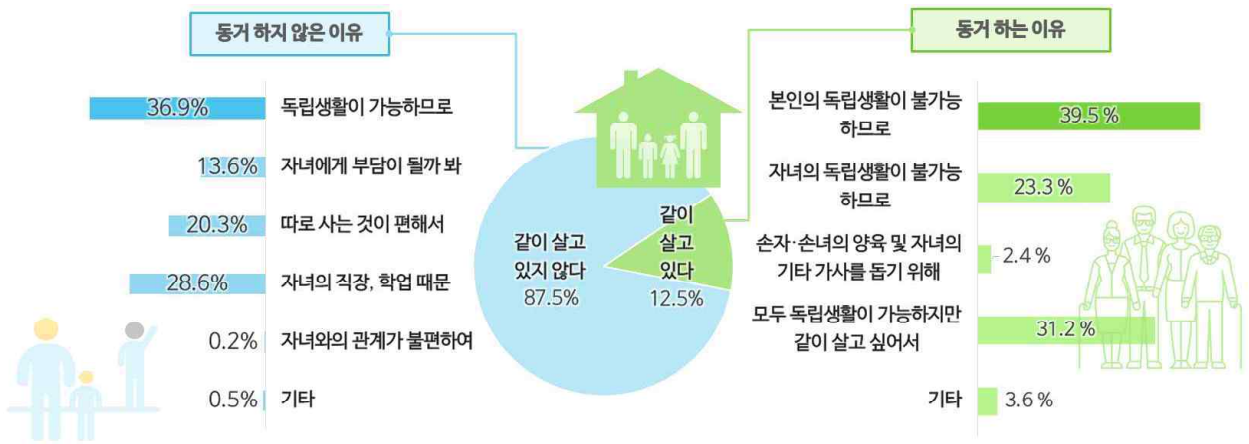 동거 하지 않은 이유
36.9%
독립생활이 가능하므로
13.6%
자녀에게 부담이 될까 봐
20.3%
따로 사는 것이 편해서
28.6%
자녀의 직장, 학업 때문
0.2%
자녀와의 관계가 불편하여
0.5%
기타
같이 살고
있지 않다
87.5%
같이
살고
있다
12.5%
동거 하는 이유
본인의 독립생활이 불가능
하므로
39.5 %
자녀의 독립생활이 불가능
하므로
23.3 %
손자·손녀의 양육 및 자녀의
기타 가사를 돕기 위해
2.4 %
모두 독립생활이 가능하지만
같이 살고 싶어서
31.2 %
기타
3.6 %